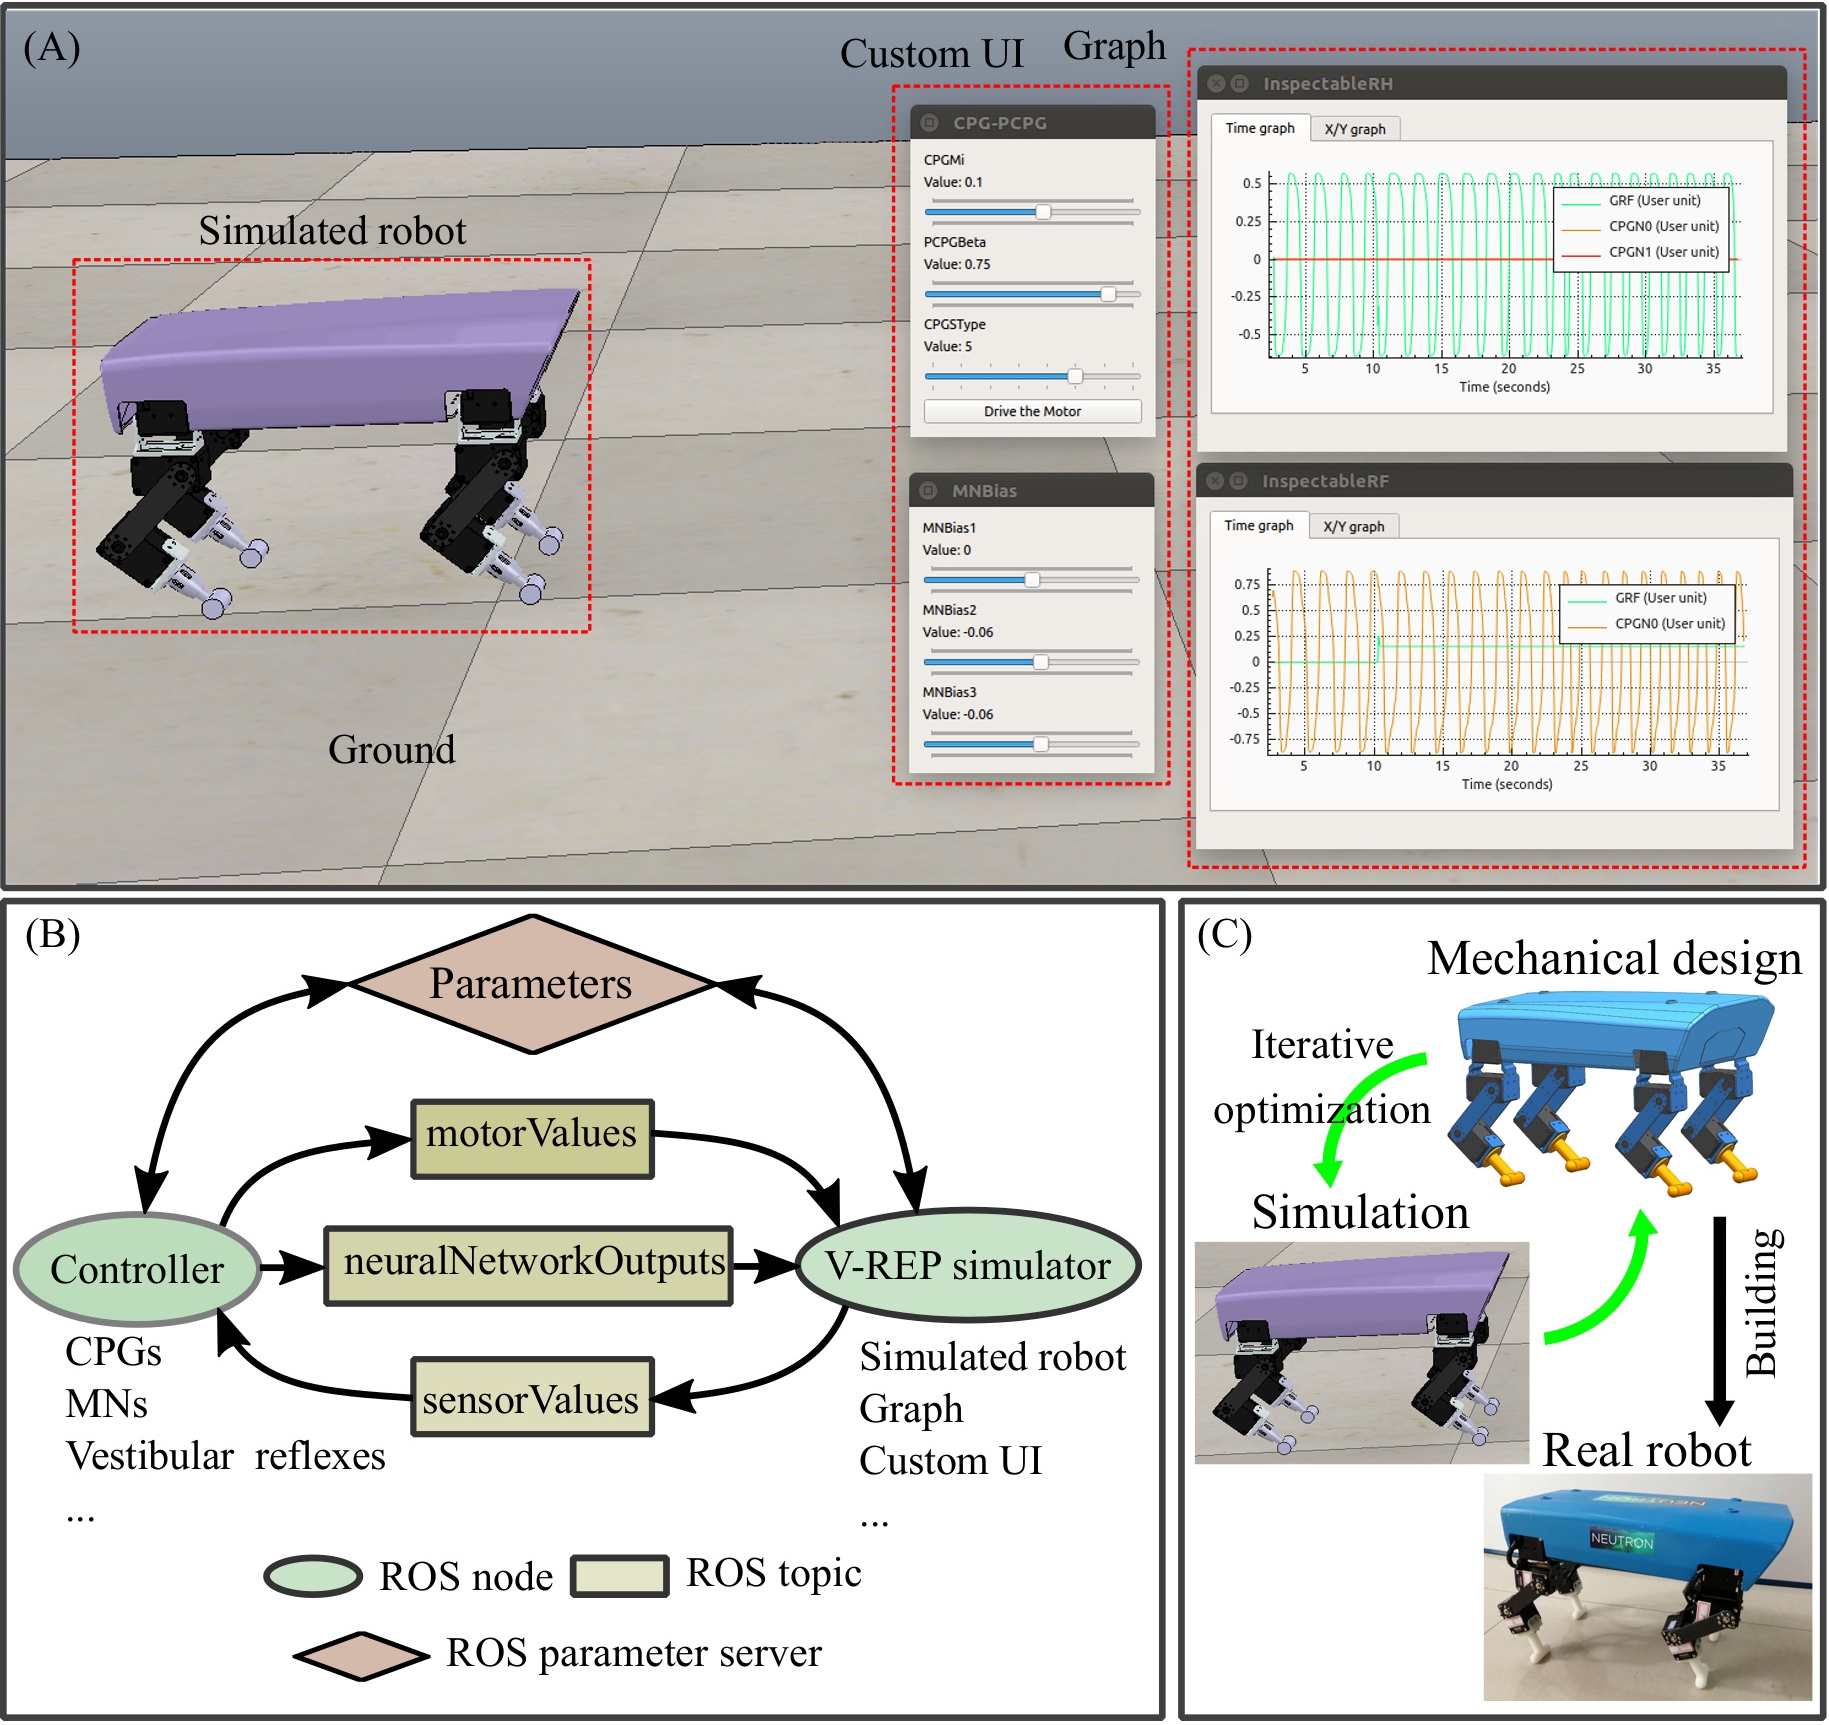 (A)
Custom UI
Graph
Simulated robot
Ground
CPG-PCPG
CPGMi
Value: 0.1
PCPGBeta
Value: 0.75
CPGSType
Value: 5
Drive the Motor
MNBias
MNBias1
Value: 0
MNBias2
Value: -0.06
MNBias3
Value: -0.06
InspectableRH
Time graph
X/Y graph
0.5
0.25
0
-0.25
-0.5
GRF (User unit)
CPGN0 (User unit)
CPGN1 (User unit)
5 10 15 20 25 30 35
Time (seconds)
InspectableRF
Time graph
X/Y graph
0.75
0.5
0.25
0
-0.25
-0.5
-0.75
GRF (User unit)
CPGN0 (User unit)
5 10 15 20 25 30 35
Time (seconds)
(B)
Parameters
motorValues
Controller
neuralNetworkOutputs
V-REP simulator
sensorValues
CPGs
MNs
Vestibular reflexes
...
Simulated robot
Graph
Custom UI
...
ROS node
ROS topic
ROS parameter server
(C)
Mechanical design
Iterative
optimization
Simulation
Building
Real robot
NEUTRON
NEUTRON